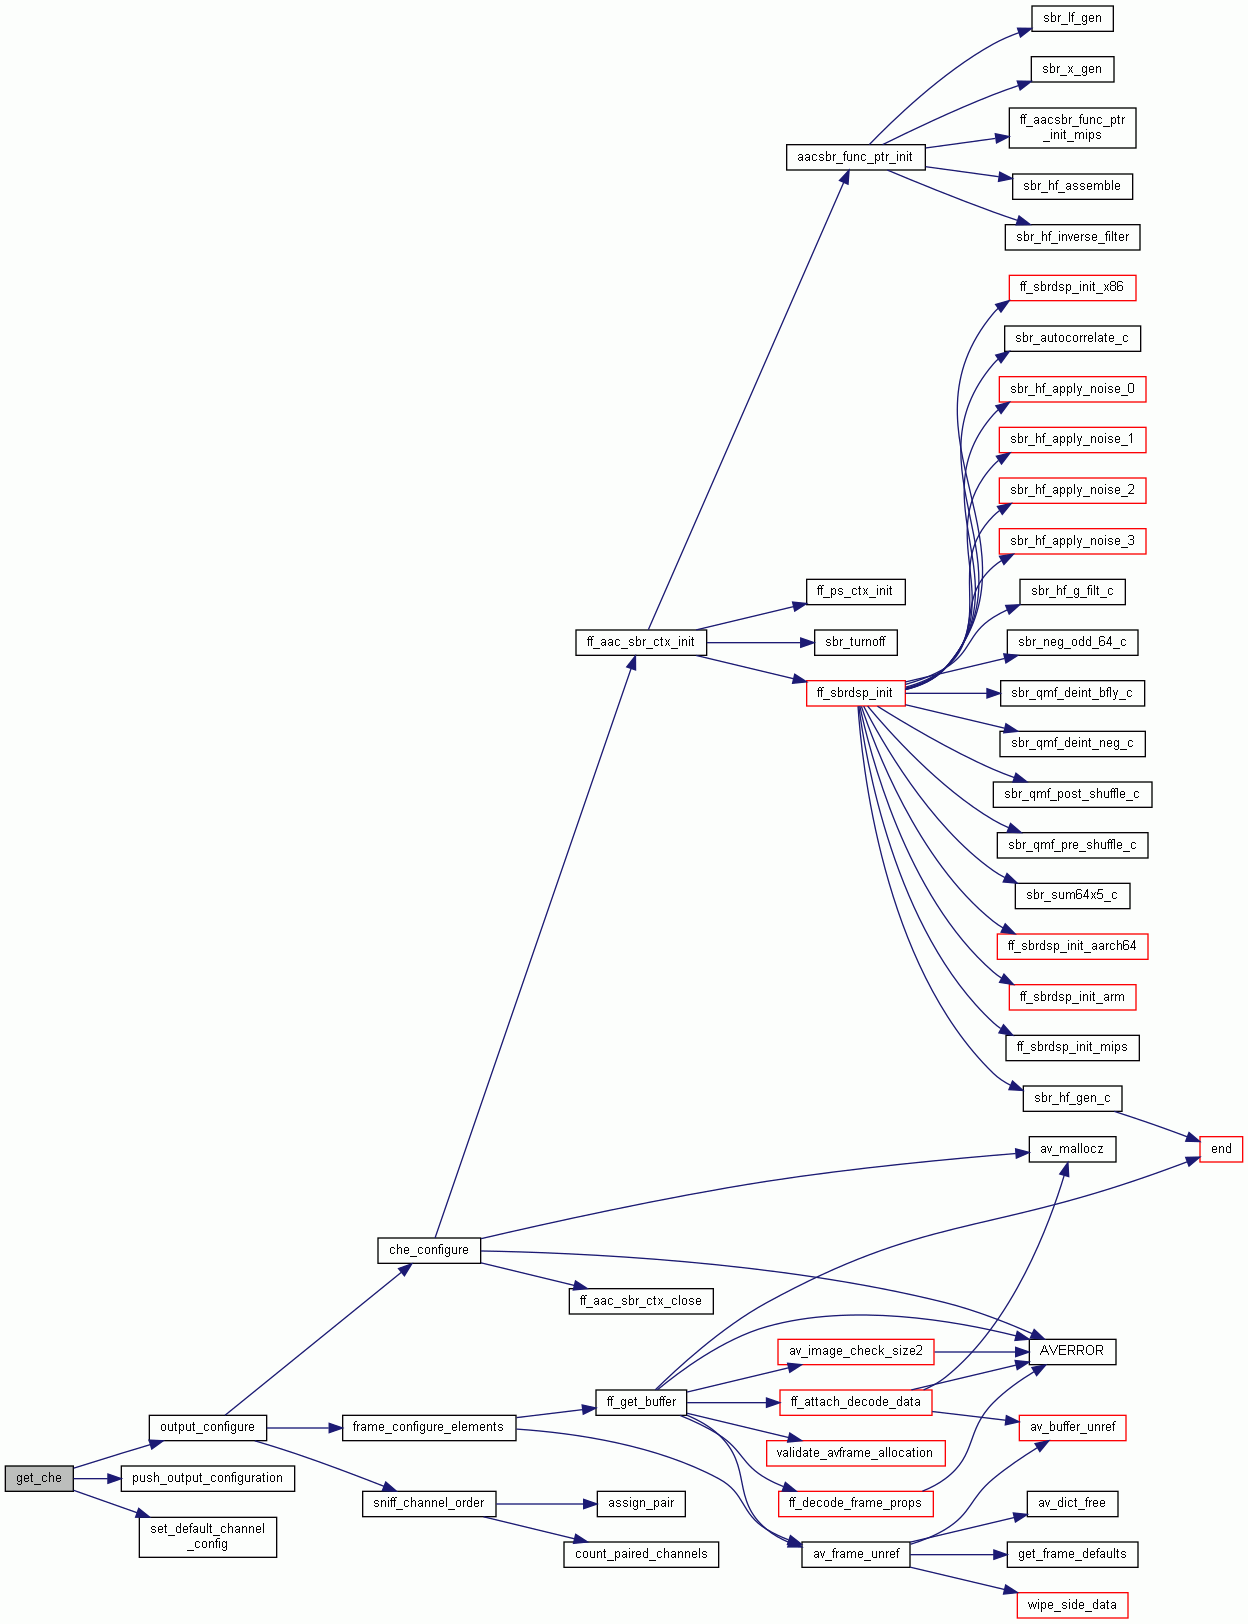 sbr_lf_gen
sbr_x_gen
ff_aacsbr_func_ptr
_init_mips
aacsbr_func_ptr_init
sbr_hf_assemble
sbr_hf_inverse_filter
ff_sbrdsp_init_x86
sbr_autocorrelate_c
sbr_hf_apply_noise_0
sbr_hf_apply_noise_1
sbr_hf_apply_noise_2
sbr_hf_apply_noise_3
ff_ps_ctx_init
sbr_hf_g_filt_c
ff_aac_sbr_ctx_init
sbr_turnoff
sbr_neg_odd_64_c
ff_sbrdsp_init
sbr_qmf_deint_bfly_c
sbr_qmf_deint_neg_c
sbr_qmf_post_shuffle_c
sbr_qmf_pre_shuffle_c
sbr_sum64x5_c
ff_sbrdsp_init_aarch64
ff_sbrdsp_init_arm
ff_sbrdsp_init_mips
sbr_hf_gen_c
av_mallocz
end
che_configure
ff_aac_sbr_ctx_close
av_image_check_size2
AVERROR
ff_get_buffer
ff_attach_decode_data
output_configure
frame_configure_elements
av_buffer_unref
validate_avframe_allocation
get_che
push_output_configuration
sniff_channel_order
assign_pair
ff_decode_frame_props
av_dict_free
set_default_channel
_config
count_paired_channels
av_frame_unref
get_frame_defaults
wipe_side_data